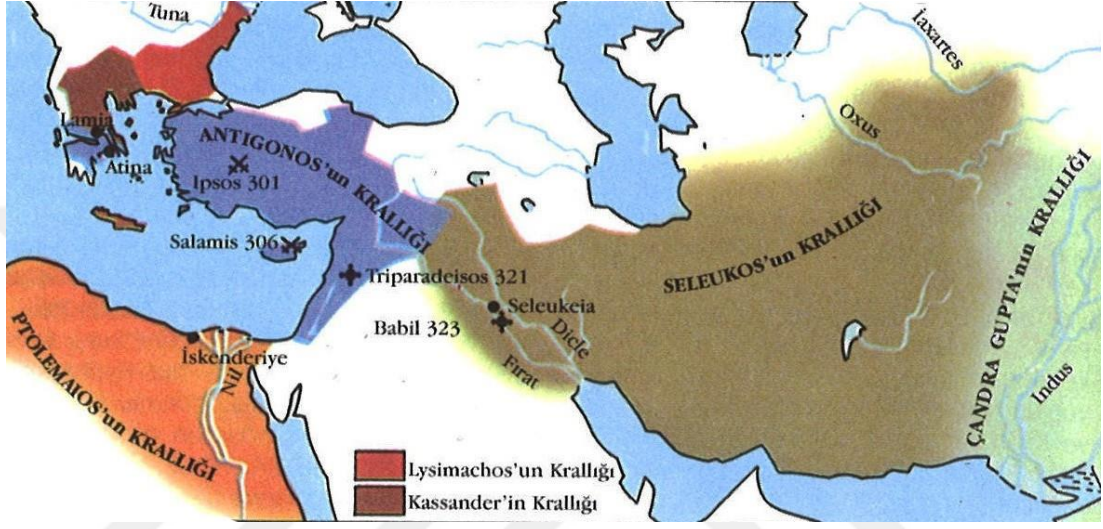 Tuna
İaxartes
Oxus
Lamia
Atina
ANTIGONOS'un KRALLIĞI
Ipsos 301
Salamis 306
Triparadeisos 321
SELEUKOS'un KRALLIĞI
Seleukeia
Babil 323
Dicle
Fırat
ÇANDRA GUPTA'nın KRALLIĞI
Indus
PTOLEMAIOS'un KRALLIĞI
İskenderiye
Nil
Lysimachos'un Krallığı
Kassander'in Krallığı